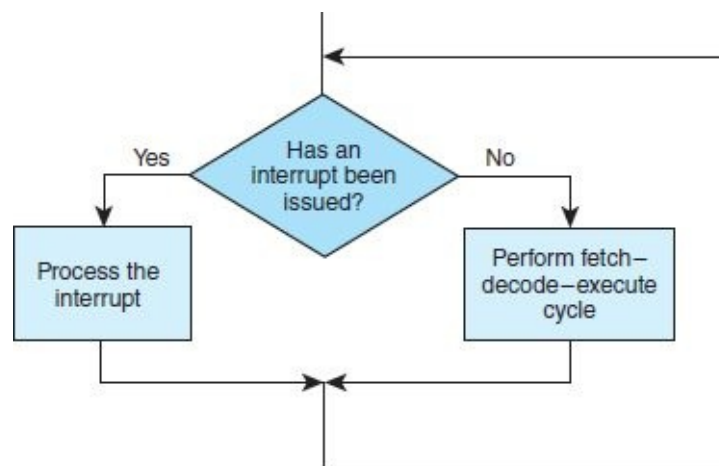 Has an
interrupt been
issued?
Yes
No
Process the
interrupt
Perform fetch–
decode–execute
cycle